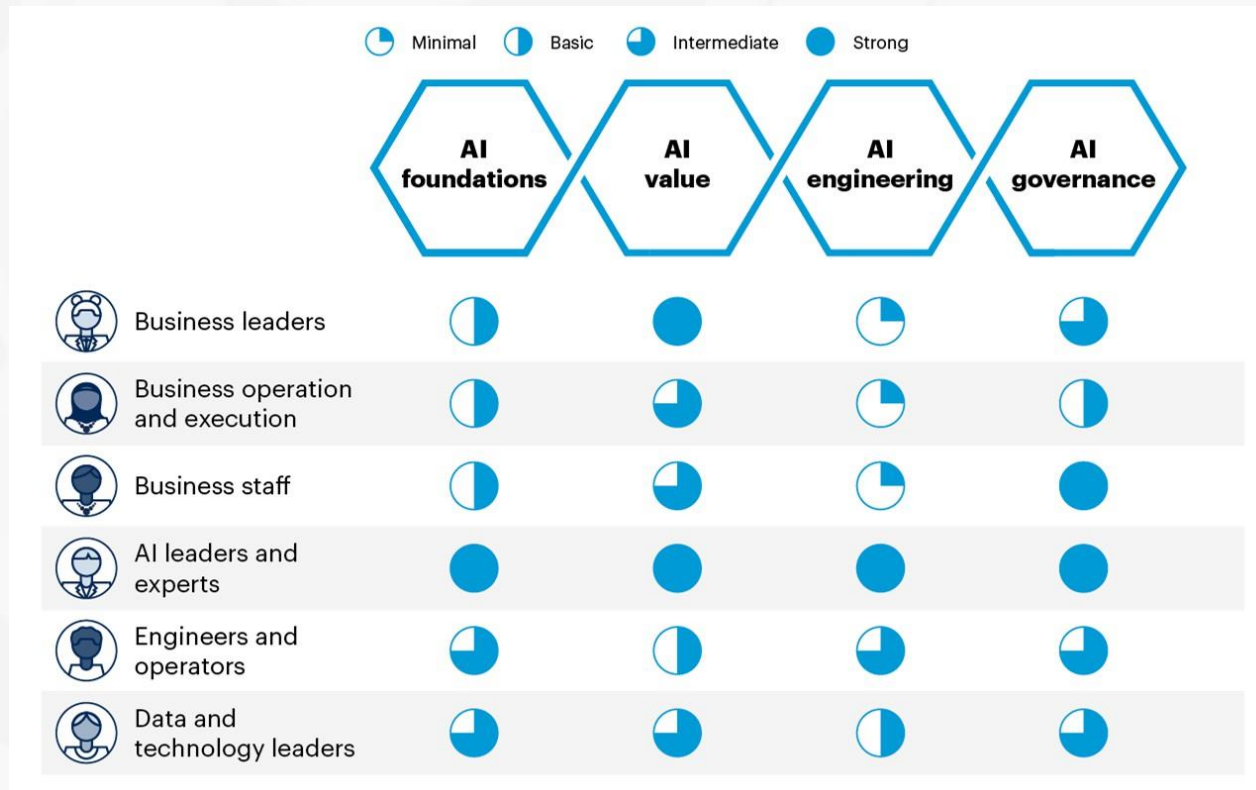 Minimal
Basic
Intermediate
Strong
AI
foundations
AI
value
AI
engineering
AI
governance
Business leaders
Business operation
and execution
Business staff
AI leaders and
experts
Engineers and
operators
Data and
technology leaders